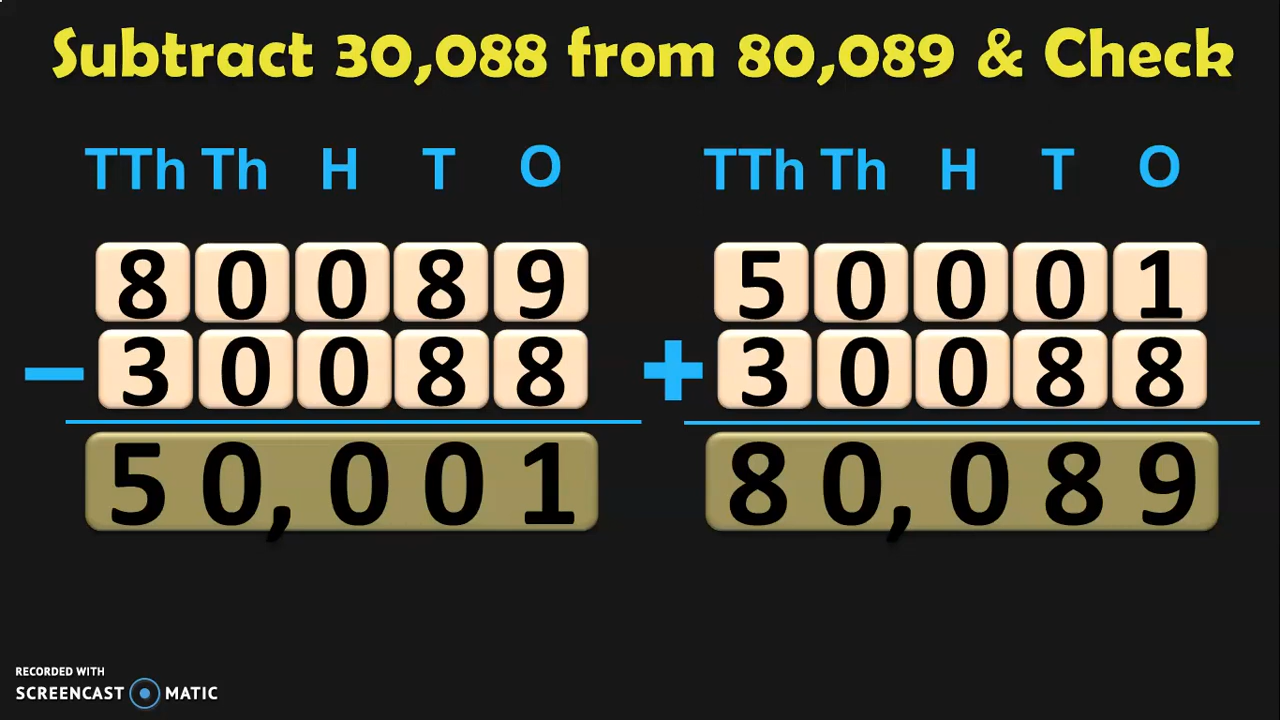 Subtract 30,088 from 80,089 & Check
TTh Th H T O
8 0 0 8 9
− 3 0 0 8 8
5 0, 0 0 1
TTh Th H T O
5 0 0 0 1
+ 3 0 0 8 8
8 0, 0 8 9
RECORDED WITH
SCREENCAST MATIC